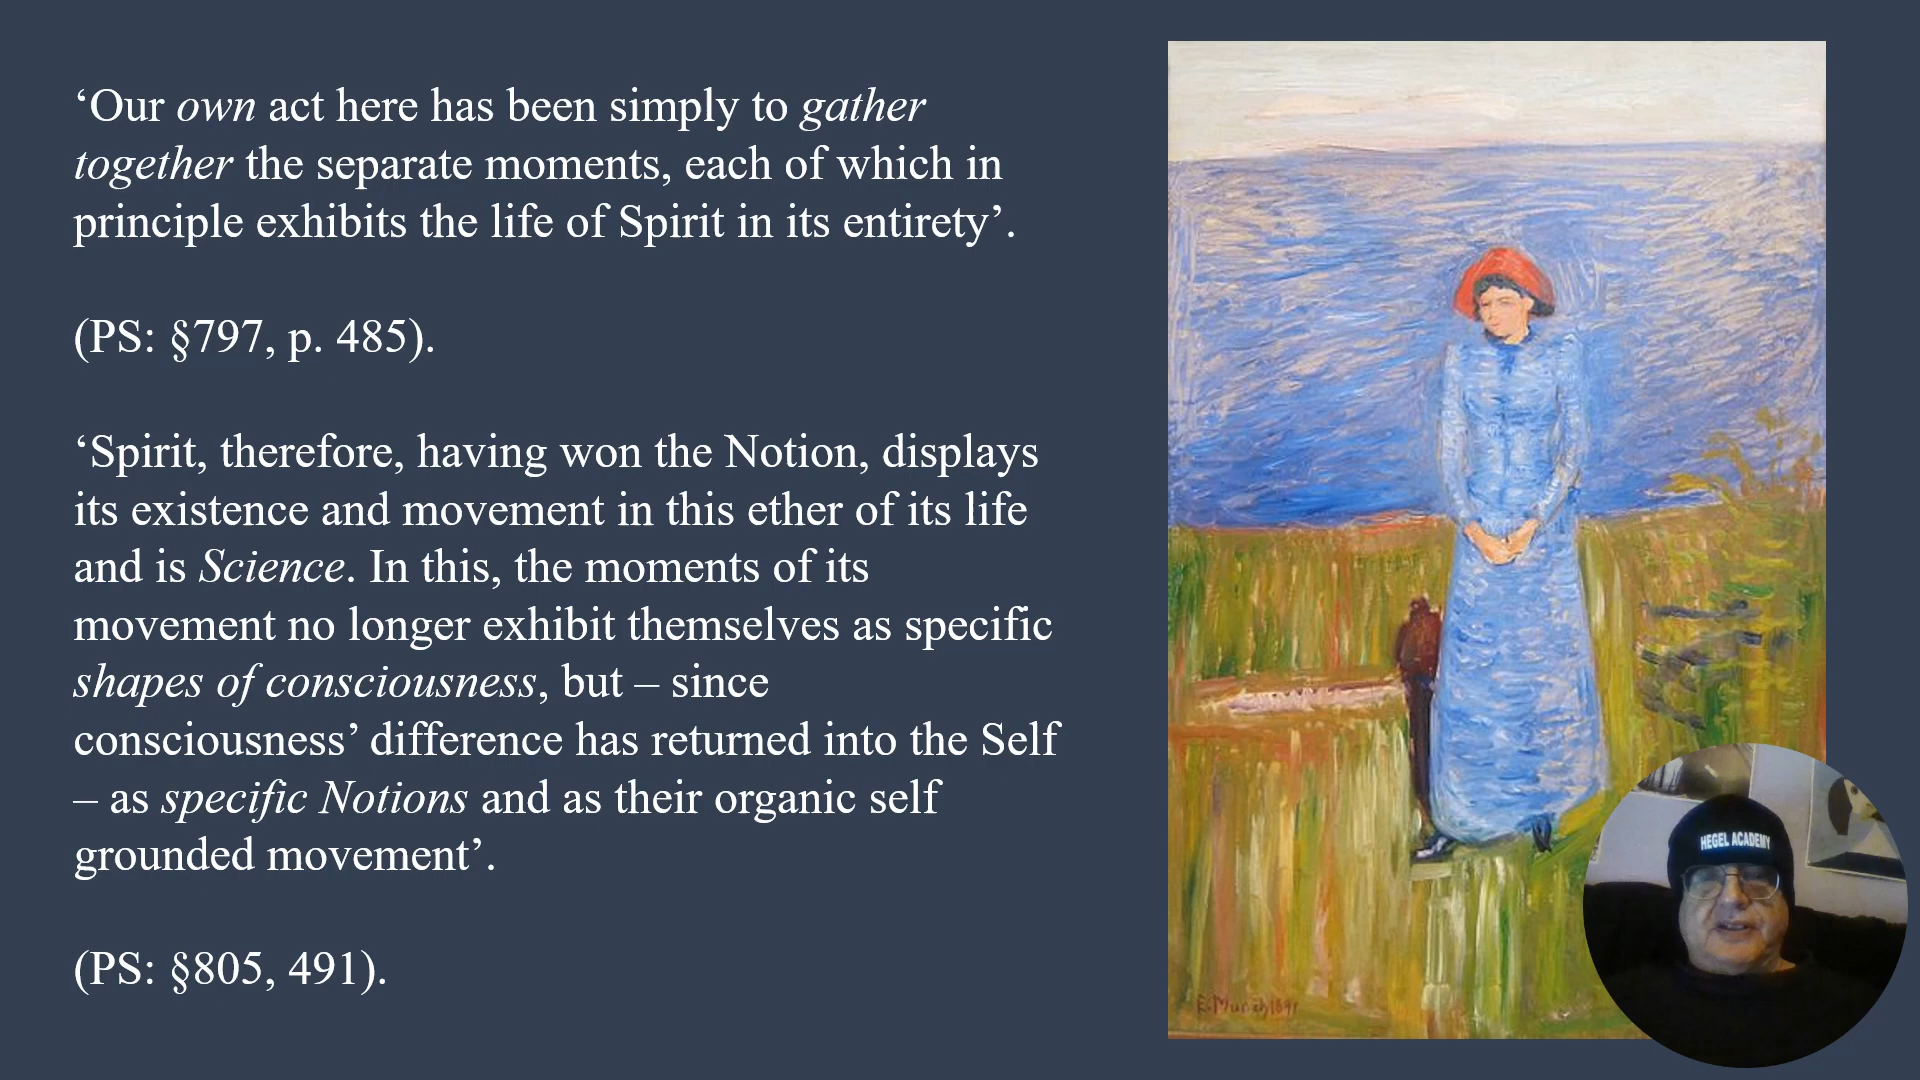 ‘Our own act here has been simply to gather
together the separate moments, each of which in
principle exhibits the life of Spirit in its entirety’.
(PS: §797, p. 485).
‘Spirit, therefore, having won the Notion, displays
its existence and movement in this ether of its life
and is Science. In this, the moments of its
movement no longer exhibit themselves as specific
shapes of consciousness, but – since
consciousness’ difference has returned into the Self
– as specific Notions and as their organic self
grounded movement’.
(PS: §805, 491).
E. Munch 1891
HEGEL ACADEMY